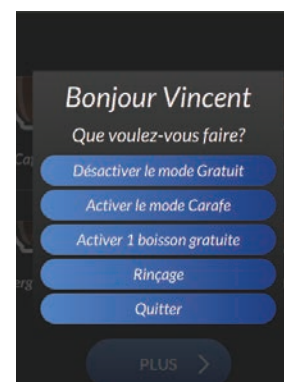 Bonjour Vincent
Que voulez-vous faire?
Désactiver le mode Gratuit
Activer le mode Carafe
Activer 1 boisson gratuite
Rinçage
Quitter
PLUS